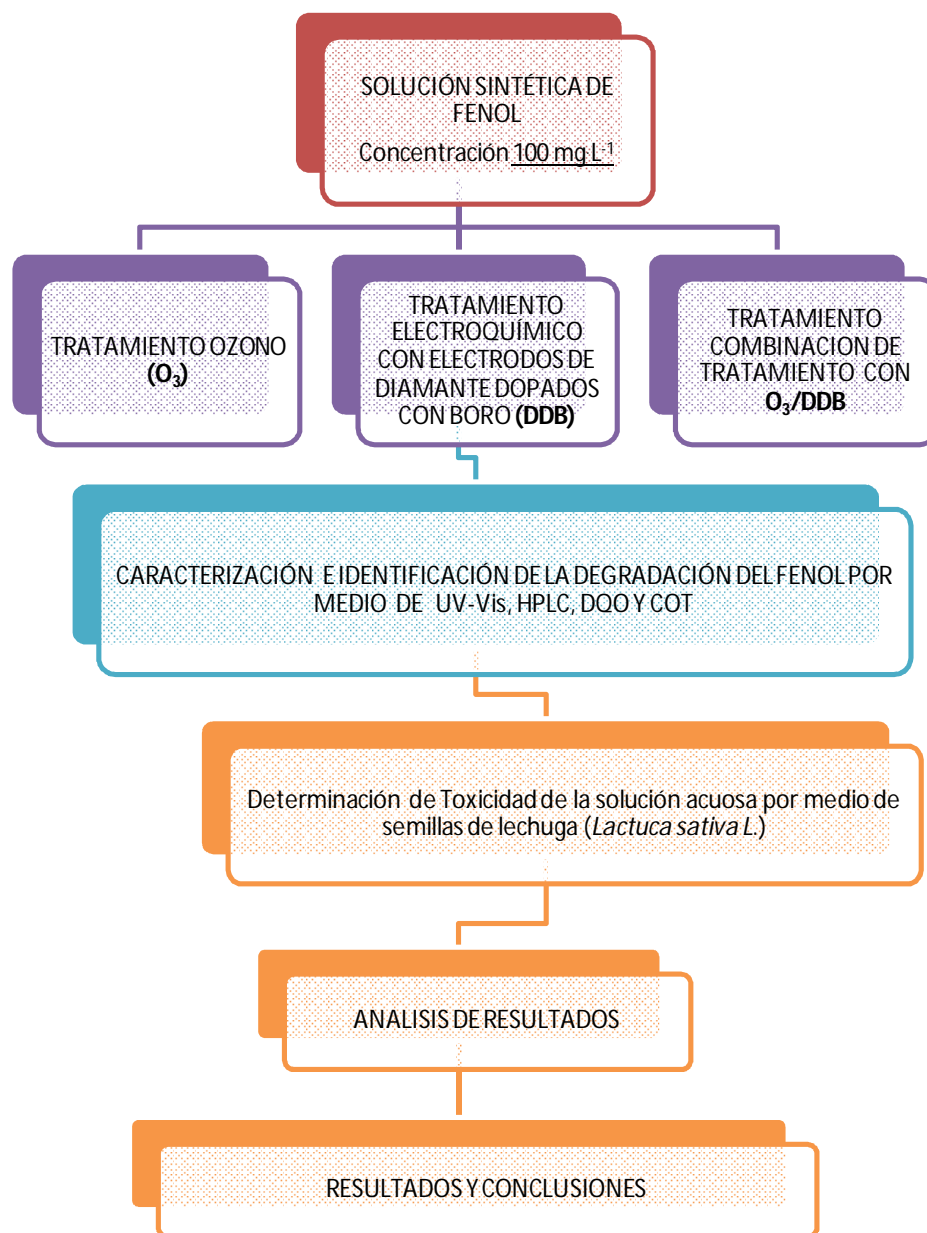 SOLUCIÓN SINTÉTICA DE
FENOL
Concentración 100 mg L-1
TRATAMIENTO OZONO
(O3)
TRATAMIENTO
ELECTROQUÍMICO
CON ELECTRODOS DE
DIAMANTE DOPADOS
CON BORO (DDB)
TRATAMIENTO
COMBINACION DE
TRATAMIENTO CON
O3/DDB
CARACTERIZACIÓN E IDENTIFICACIÓN DE LA DEGRADACIÓN DEL FENOL POR
MEDIO DE UV-Vis, HPLC, DQO Y COT
Determinación de Toxicidad de la solución acuosa por medio de
semillas de lechuga (Lactuca sativa L.)
ANALISIS DE RESULTADOS
RESULTADOS Y CONCLUSIONES